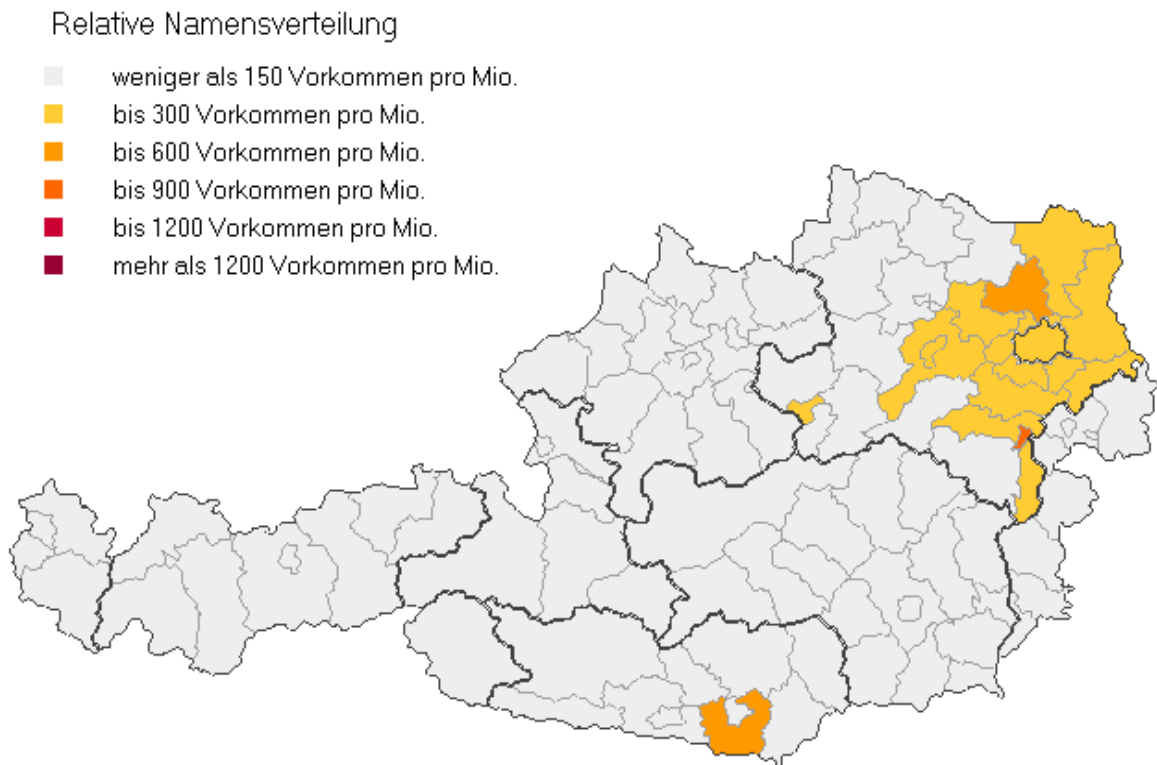 Relative Namensverteilung
weniger als 150 Vorkommen pro Mio.
bis 300 Vorkommen pro Mio.
bis 600 Vorkommen pro Mio.
bis 900 Vorkommen pro Mio.
bis 1200 Vorkommen pro Mio.
mehr als 1200 Vorkommen pro Mio.